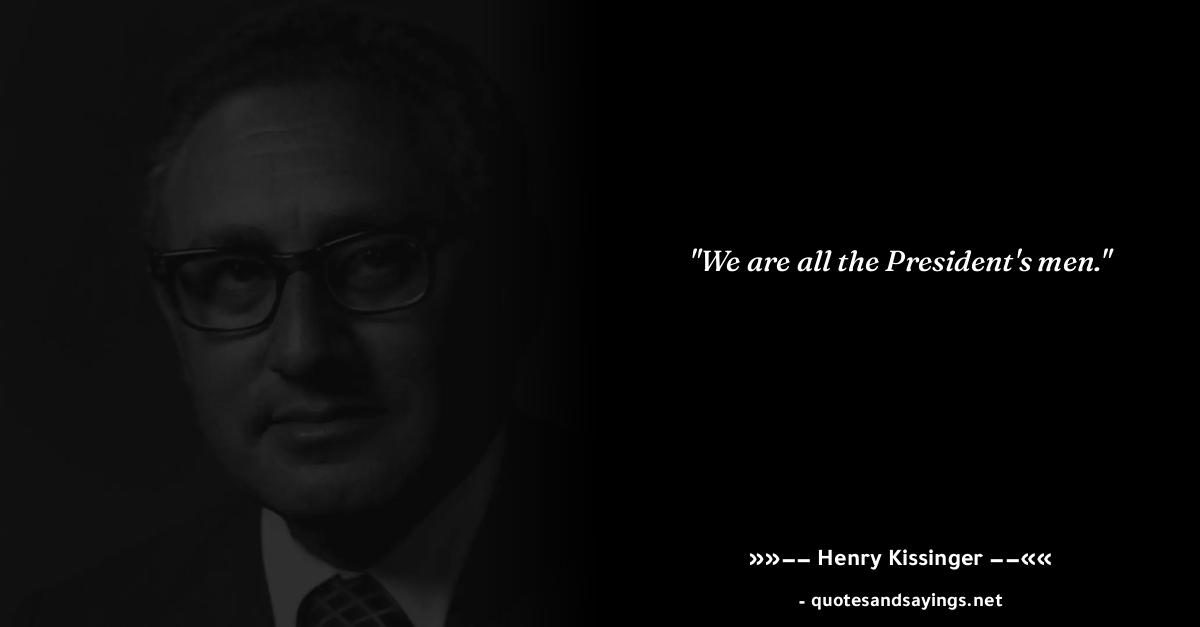 "We are all the President's men."
»»–– Henry Kissinger ––««
- quotesandsayings.net